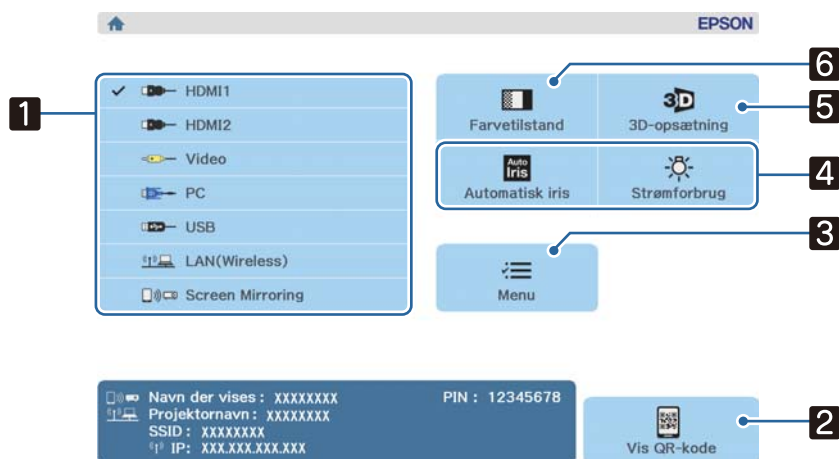 EPSON
1
HDMI1
HDMI2
Video
PC
USB
LAN(Wireless)
Screen Mirroring
6
Farvetilstand
5
3D
3D-opsætning
4
Auto Iris
Automatisk iris
Strømforbrug
3
Menu
Navn der vises : XXXXXXXX
PIN : 12345678
Projektornavn : XXXXXXXX
SSID : XXXXXXXX
IP: XXX.XXX.XXX.XXX
2
Vis QR-kode